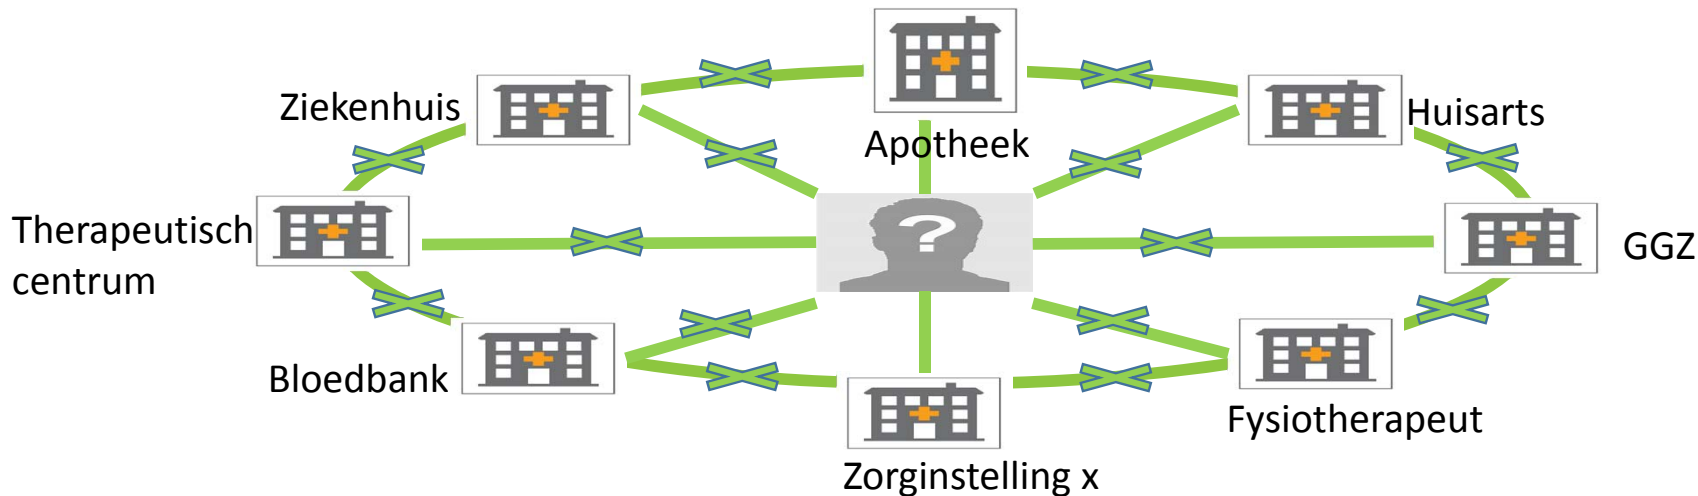 Ziekenhuis
Apotheek
Huisarts
Therapeutisch
centrum
?
GGZ
Bloedbank
Fysiotherapeut
Zorginstelling x